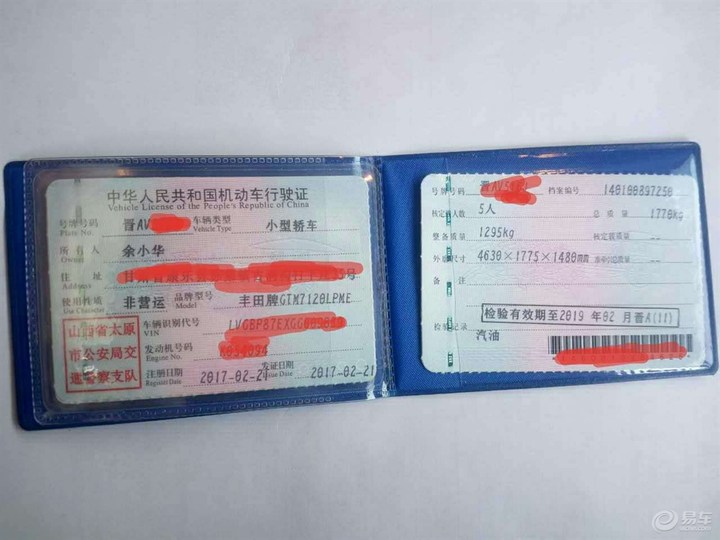 中华人民共和国机动车行驶证
Vehicle License of the People's Republic of China
号牌号码 晋AV 车辆类型 小型轿车
Plate No. Vehicle Type
所有人 余小华
Owner
住址
Address
使用性质 非营运 品牌型号 丰田牌GTM7120LPME
Use Character Model
山西省太原
市公安局交
通警察支队
车辆识别代号 LVGBP87EXGG
VIN
发动机号码
Engine No.
注册日期 2017-02-21 发证日期 2017-02-21
Register Date Issue Date
号牌号码 档案编号 140100897250
核定载人数 5人 总质量 1770kg
整备质量 1295kg 核定载质量 --
外廓尺寸 4630×1775×1480mm 准牵引总质量 --
备注
检验有效期至2019年02月晋A(11)
检验记录
汽油
易车